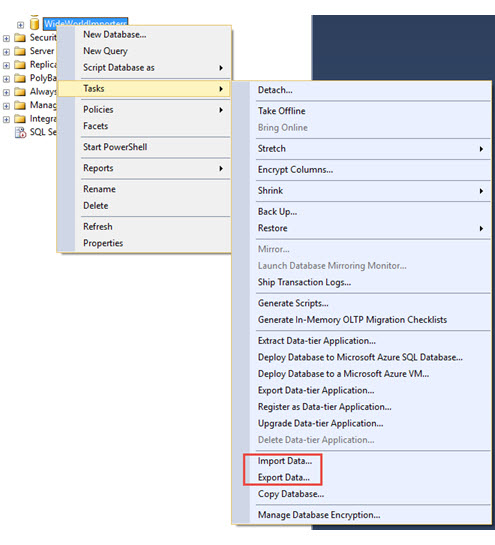 WideWorldImporters
Securit
Server
Replica
PolyBa
Always
Manag
Integra
SQL Se
New Database...
New Query
Script Database as
Tasks
Policies
Facets
Start PowerShell
Reports
Rename
Delete
Refresh
Properties
Detach...
Take Offline
Bring Online
Stretch
Encrypt Columns...
Shrink
Back Up...
Restore
Mirror...
Launch Database Mirroring Monitor...
Ship Transaction Logs...
Generate Scripts...
Generate In-Memory OLTP Migration Checklists
Extract Data-tier Application...
Deploy Database to Microsoft Azure SQL Database...
Deploy Database to a Microsoft Azure VM...
Export Data-tier Application...
Register as Data-tier Application...
Upgrade Data-tier Application...
Delete Data-tier Application...
Import Data...
Export Data...
Copy Database...
Manage Database Encryption...